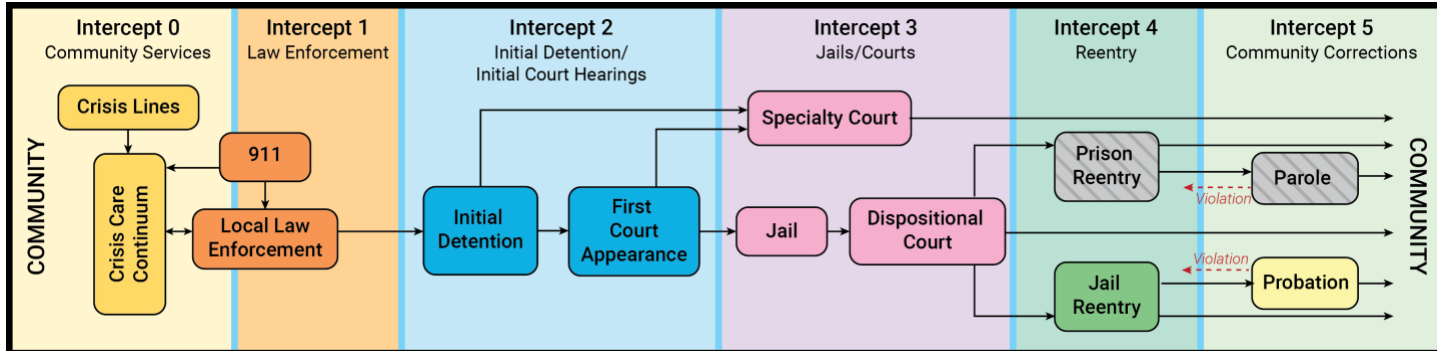 Intercept 0
Community Services
Intercept 1
Law Enforcement
Intercept 2
Initial Detention/
Initial Court Hearings
Intercept 3
Jails/Courts
Intercept 4
Reentry
Intercept 5
Community Corrections
COMMUNITY
Crisis Lines
Crisis Care
Continuum
911
Local Law
Enforcement
Initial
Detention
First
Court
Appearance
Specialty Court
Jail
Dispositional
Court
Prison
Reentry
Violation
Parole
Jail
Reentry
Violation
Probation
COMMUNITY